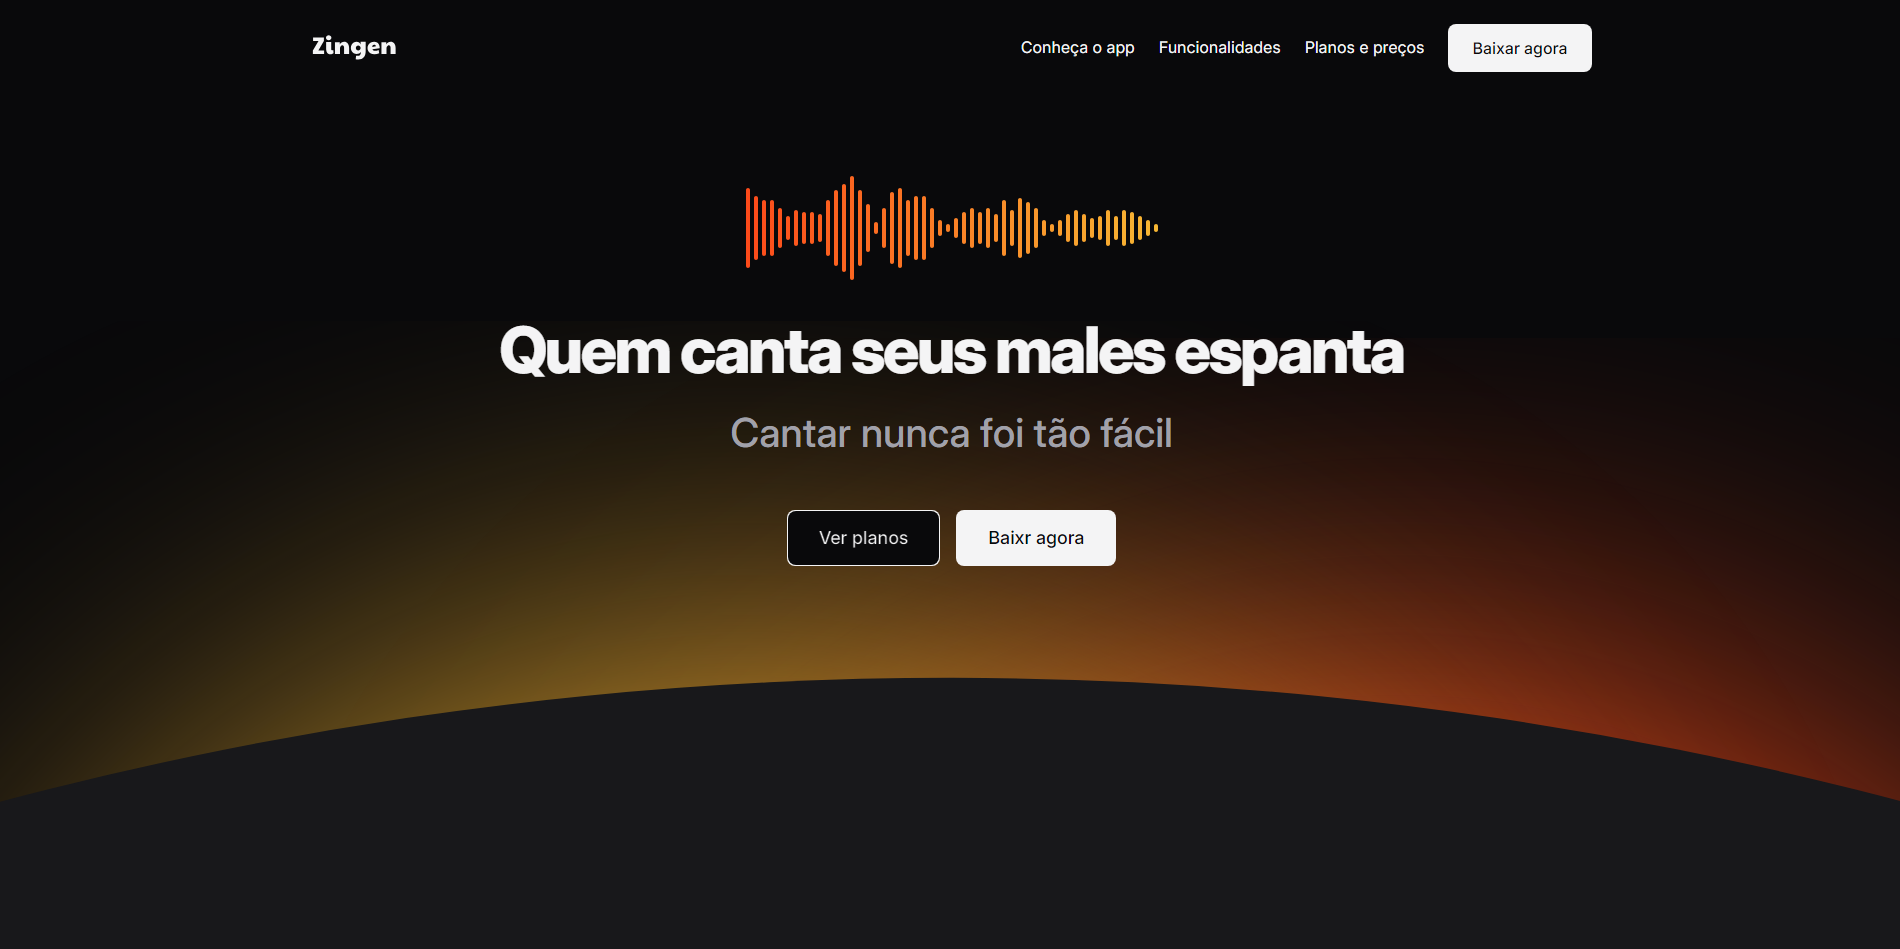 Zingen
Conheça o app Funcionalidades Planos e preços Baixar agora
Quem canta seus males espanta
Cantar nunca foi tão fácil
Ver planos Baixr agora